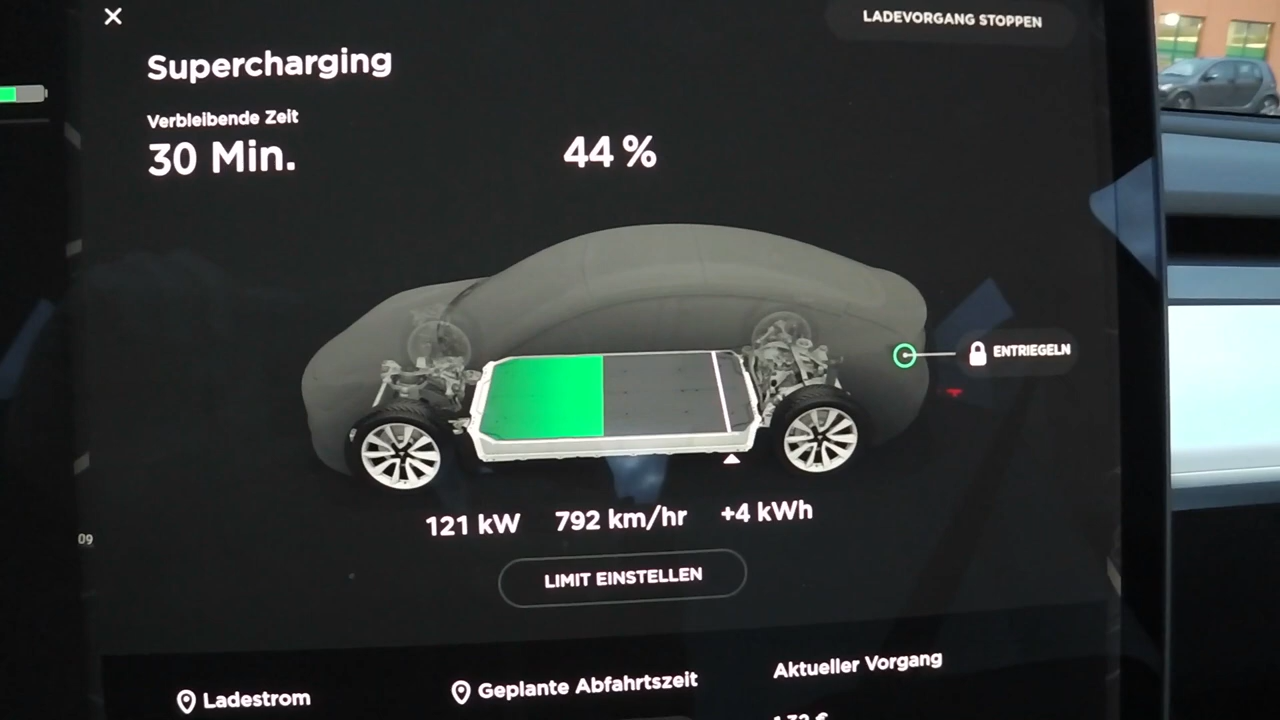 LADEVORGANG STOPPEN
Supercharging
Verbleibende Zeit
30 Min.
44 %
ENTRIEGELN
121 kW 792 km/hr +4 kWh
09
LIMIT EINSTELLEN
Ladestrom
Geplante Abfahrtszeit
Aktueller Vorgang